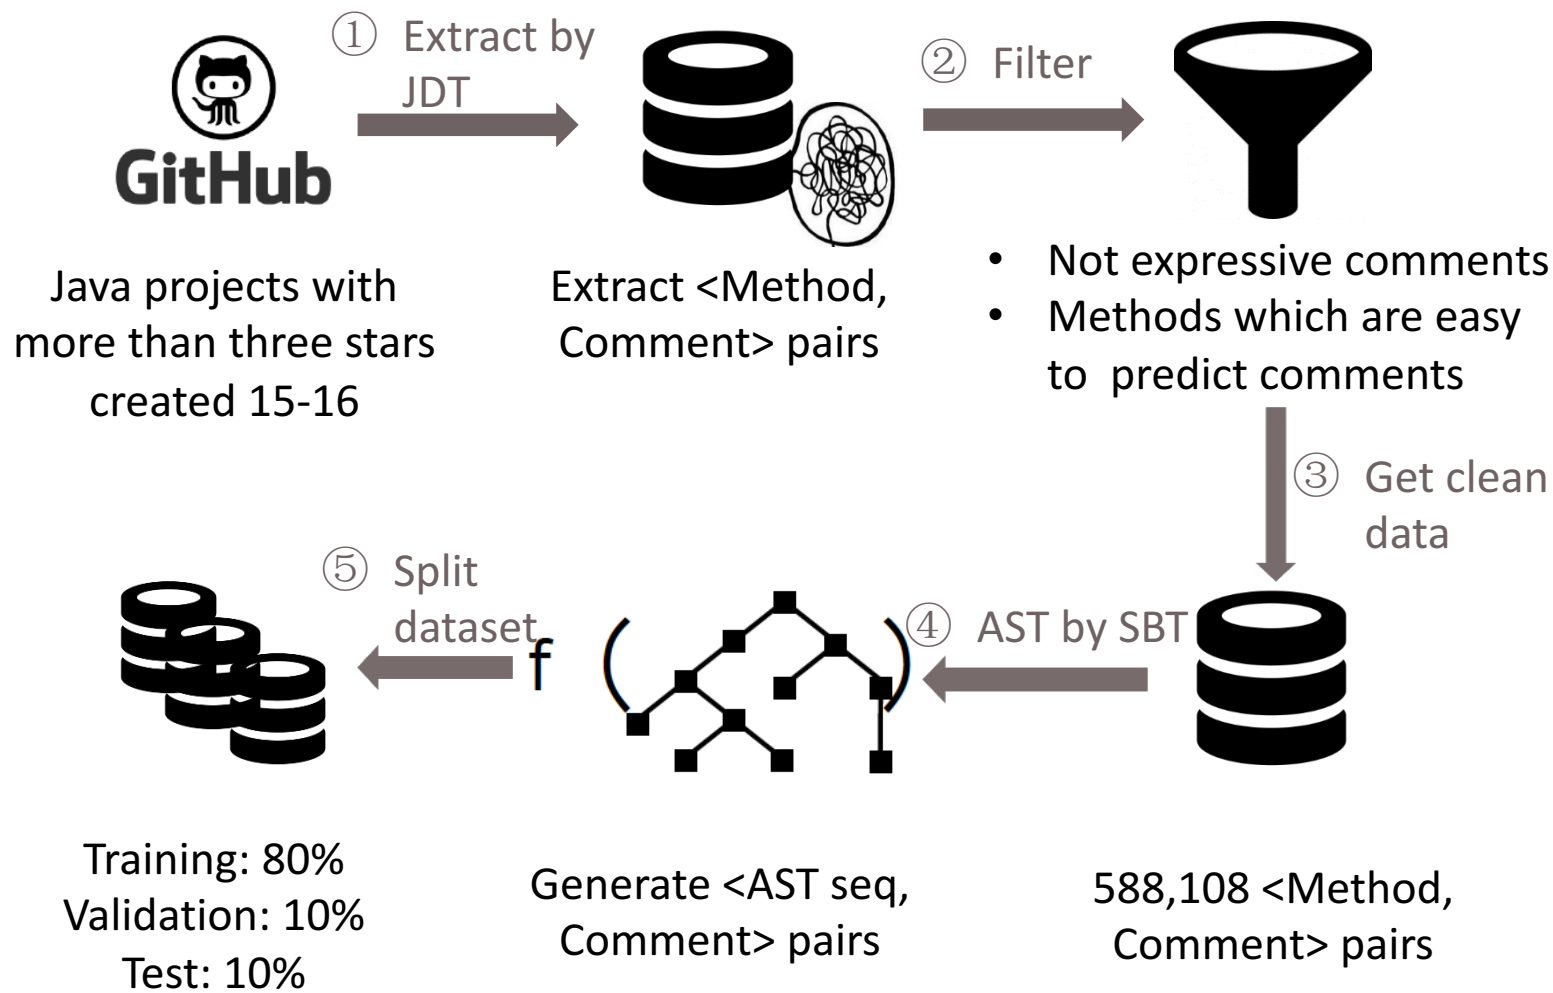 ① Extract by
JDT
② Filter
GitHub
Java projects with
more than three stars
created 15-16
Extract <Method,
Comment> pairs
• Not expressive comments
• Methods which are easy
to predict comments
③ Get clean
data
④ AST by SBT
⑤ Split
dataset
f ( )
588,108 <Method,
Comment> pairs
Generate <AST seq,
Comment> pairs
Training: 80%
Validation: 10%
Test: 10%